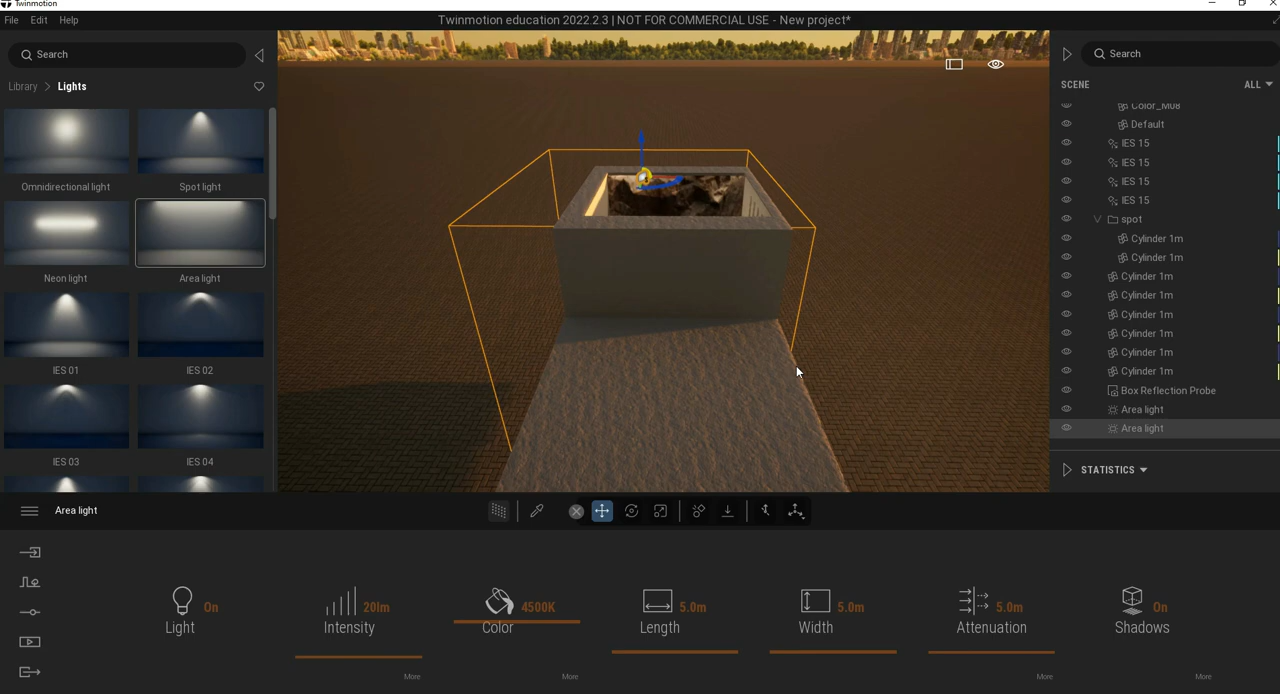 Twinmotion
File Edit Help
Twinmotion education 2022.2.3 | NOT FOR COMMERCIAL USE - New project*
Search
Library > Lights
Omnidirectional light
Spot light
Neon light
Area light
IES 01
IES 02
IES 03
IES 04
Search
SCENE
ALL
Color_M08
Default
IES 15
IES 15
IES 15
IES 15
spot
Cylinder 1m
Cylinder 1m
Cylinder 1m
Cylinder 1m
Cylinder 1m
Cylinder 1m
Cylinder 1m
Cylinder 1m
Box Reflection Probe
Area light
Area light
STATISTICS
Area light
On
Light
20lm
Intensity
More
4500K
Color
More
5.0m
Length
5.0m
Width
5.0m
Attenuation
More
On
Shadows
More